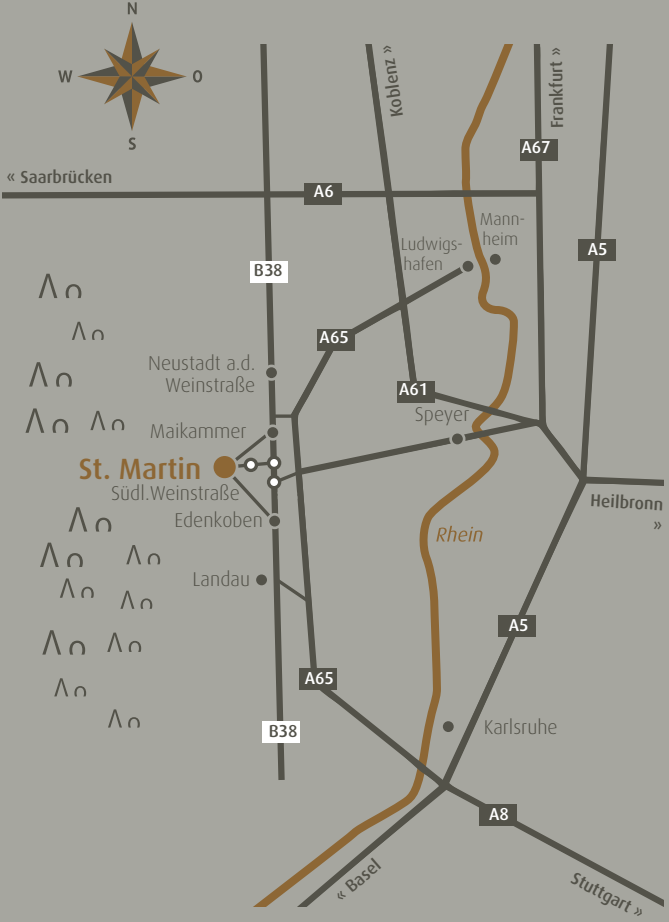 N
W
O
S
Koblenz »
Frankfurt »
A67
« Saarbrücken
A6
Mann-
heim
Ludwigs-
hafen
A5
B38
A65
Neustadt a.d.
Weinstraße
A61
Speyer
Maikammer
St. Martin
Südl.Weinstraße
Heilbronn
»
Edenkoben
Rhein
Landau
A5
A65
B38
Karlsruhe
A8
« Basel
Stuttgart »